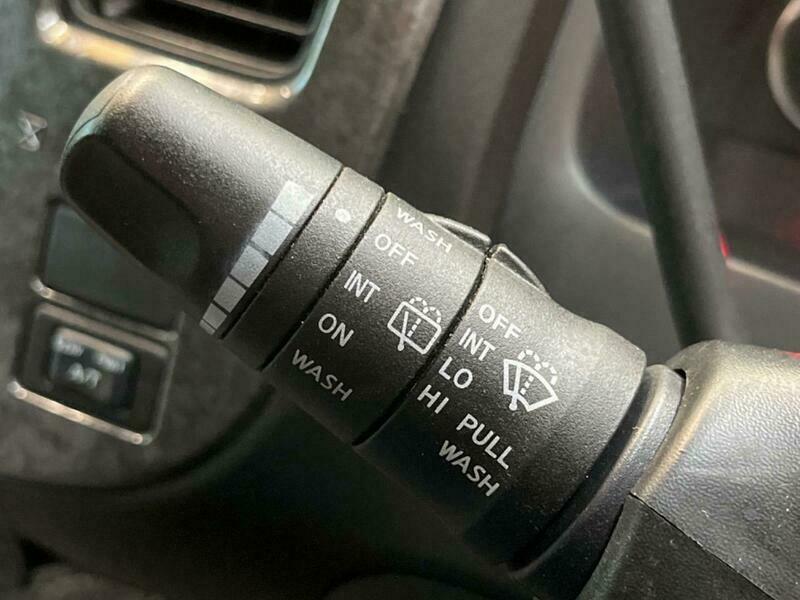 WASH
OFF
INT
ON
WASH
OFF
INT
LO
HI PULL
WASH
A/T